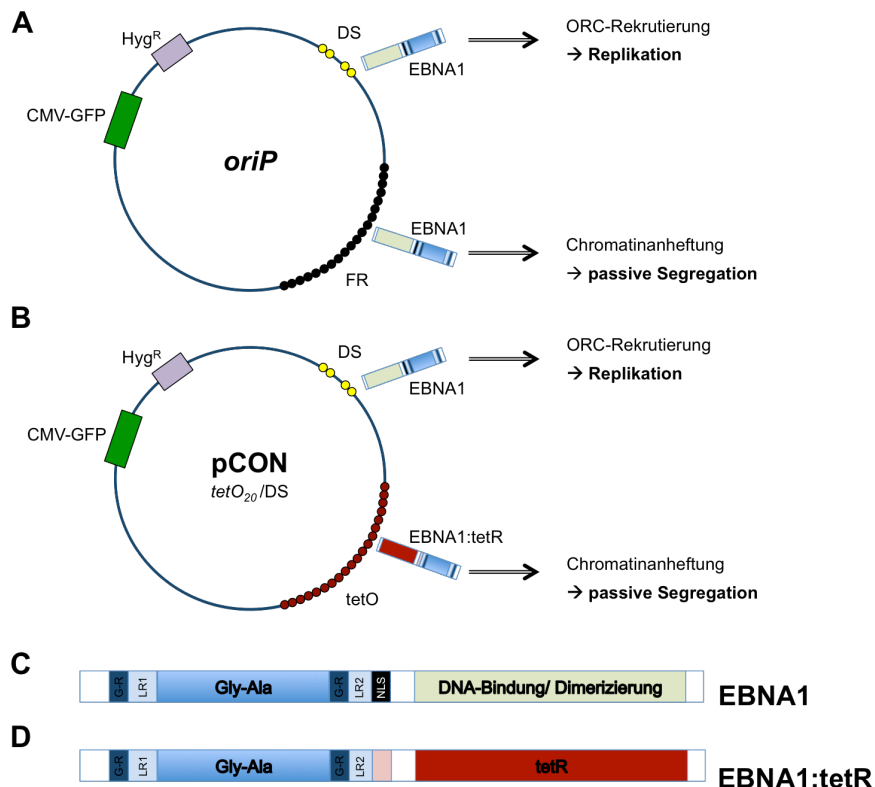 A
Hyg^R
DS
EBNA1
ORC-Rekrutierung
→ Replikation
CMV-GFP
oriP
EBNA1
FR
Chromatinanheftung
→ passive Segregation
B
Hyg^R
DS
EBNA1
ORC-Rekrutierung
→ Replikation
CMV-GFP
pCON
tetO₂₀/DS
EBNA1:tetR
tetO
Chromatinanheftung
→ passive Segregation
C
G-R LR1 Gly-Ala G-R LR2 NLS DNA-Bindung/ Dimerizierung EBNA1
D
G-R LR1 Gly-Ala G-R LR2 tetR EBNA1:tetR